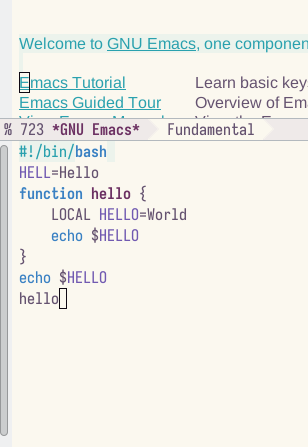 Welcome to GNU Emacs, one componen
Emacs Tutorial Learn basic key
Emacs Guided Tour Overview of Em
% 723 *GNU Emacs* Fundamental
#!/bin/bash
HELL=Hello
function hello {
LOCAL HELLO=World
echo $HELLO
}
echo $HELLO
hello